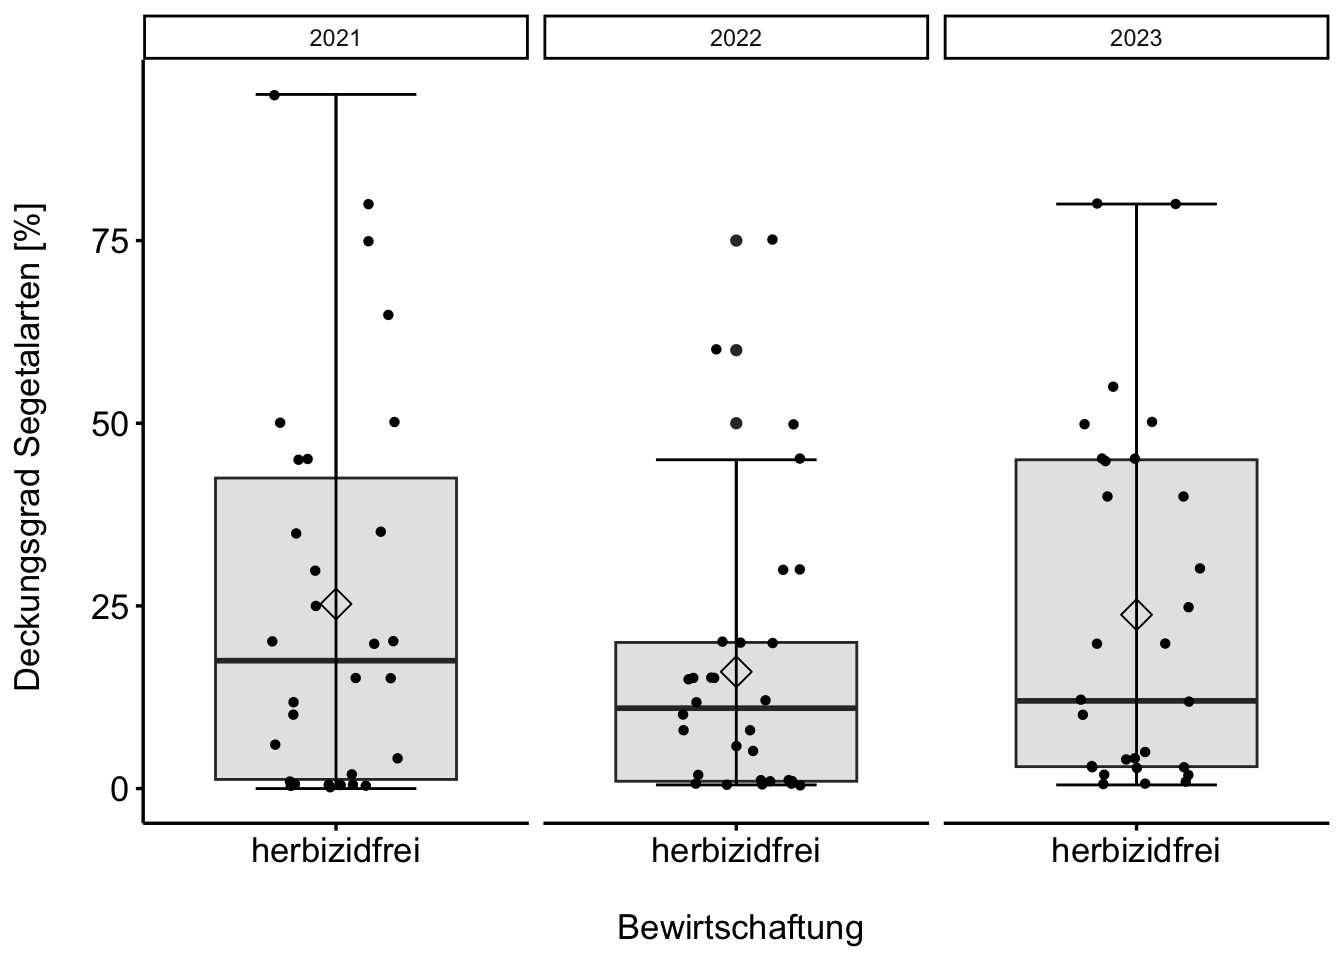 2021
2022
2023
Deckungsgrad Segetalarten [%]
75
50
25
0
herbizidfrei
herbizidfrei
herbizidfrei
Bewirtschaftung